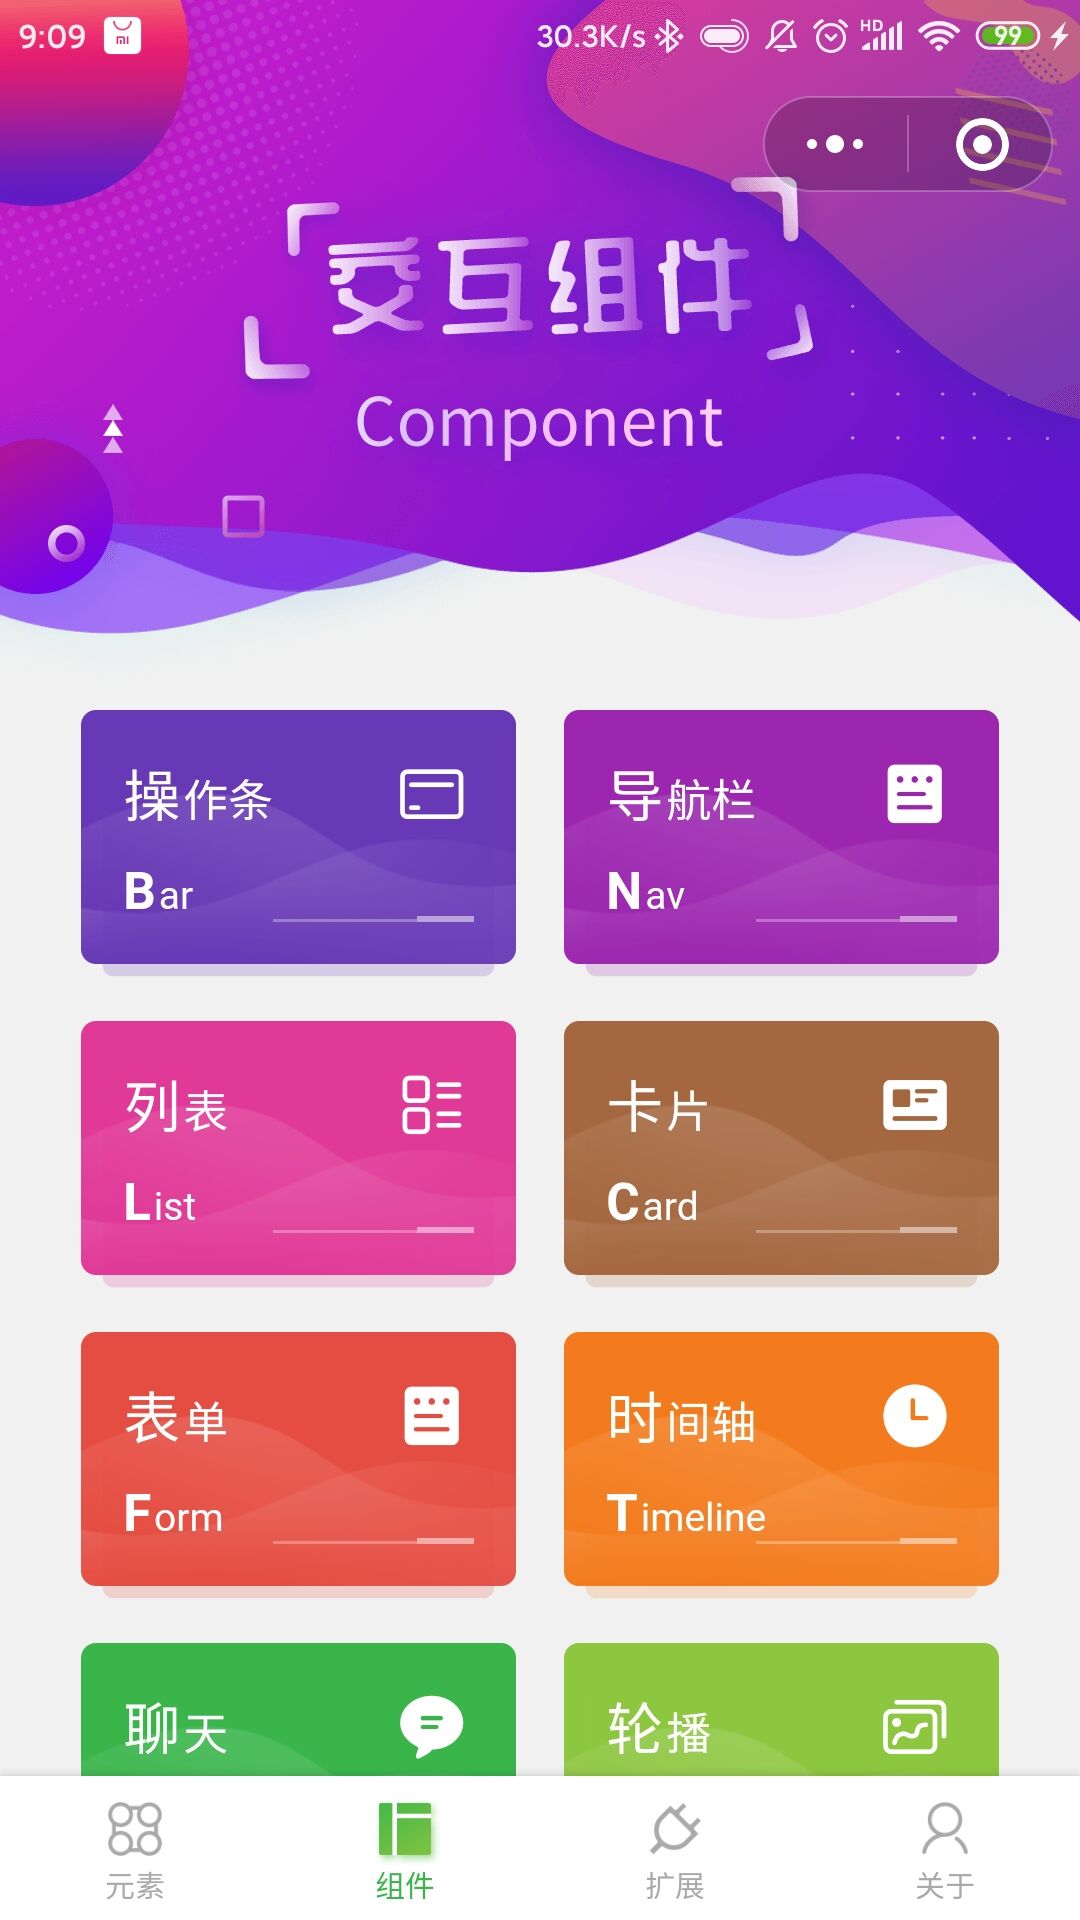 9:09 30.3K/s HD 99
交互组件
Component
操作条
Bar
导航栏
Nav
列表
List
卡片
Card
表单
Form
时间轴
Timeline
聊天
轮播
元素 组件 扩展 关于